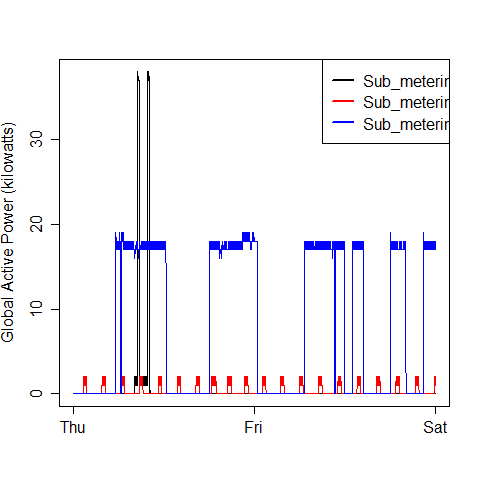 Sub_meterin
Sub_meterin
Sub_meterin
Global Active Power (kilowatts)
30
20
10
0
Thu Fri Sat